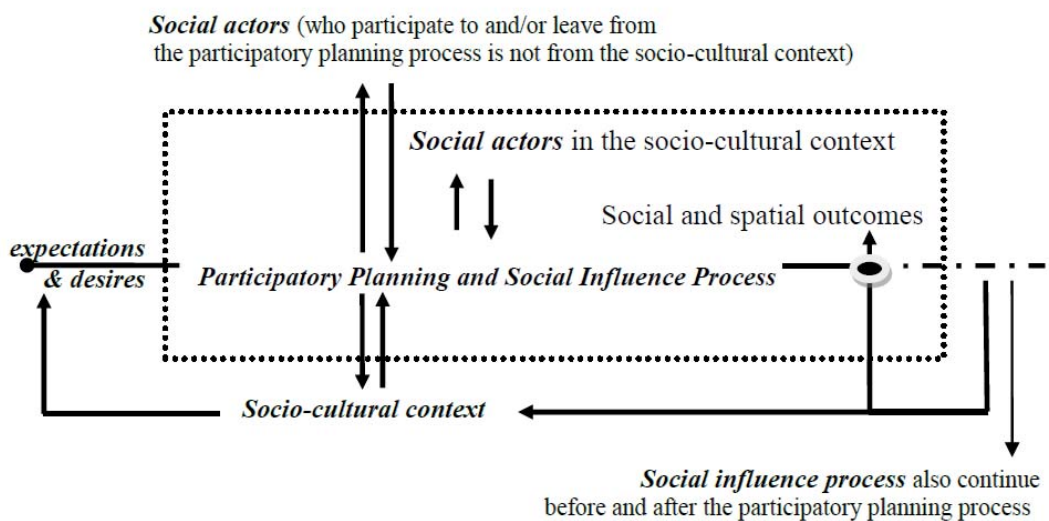 Social actors (who participate to and/or leave from
the participatory planning process is not from the socio-cultural context)
Social actors in the socio-cultural context
Social and spatial outcomes
expectations
& desires
Participatory Planning and Social Influence Process
Socio-cultural context
Social influence process also continue
before and after the participatory planning process